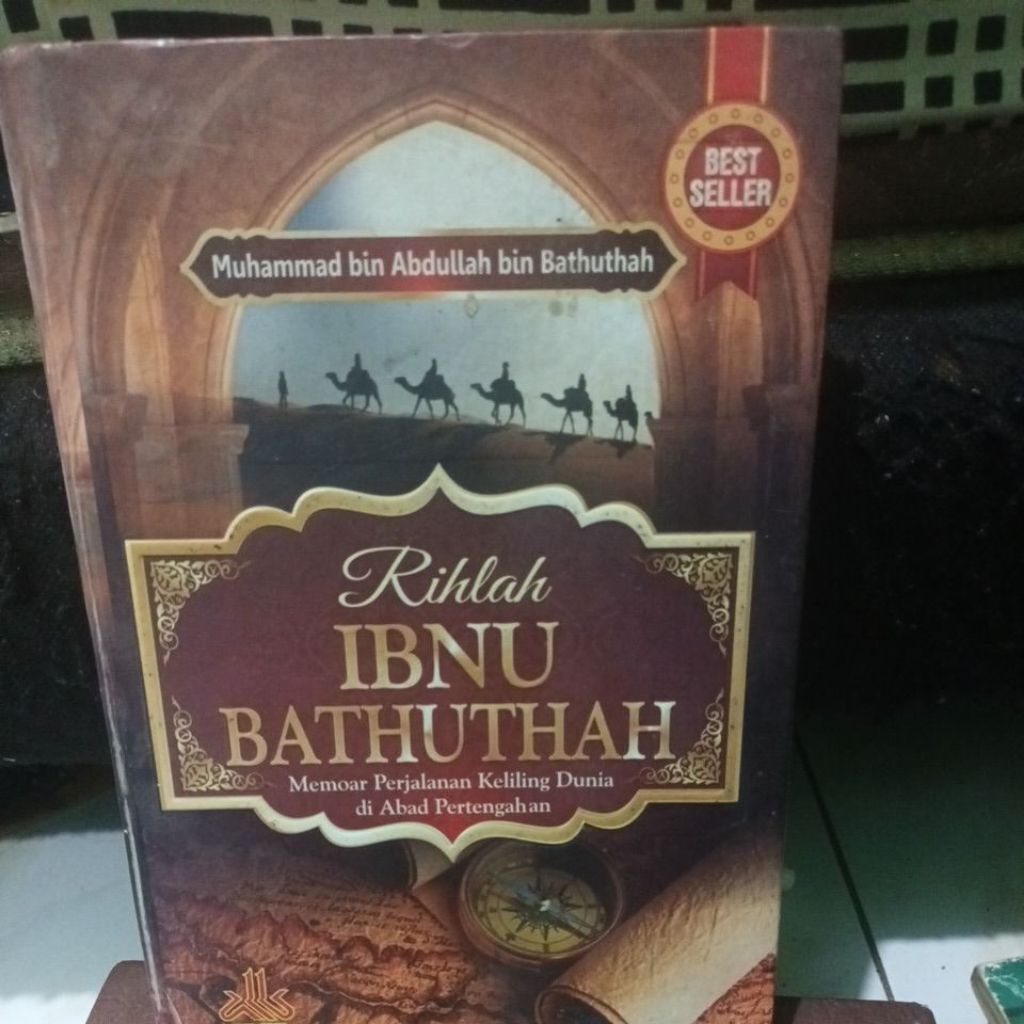 BEST
SELLER
Muhammad bin Abdullah bin Bathuthah
Rihlah
IBNU
BATHUTHAH
Memoar Perjalanan Keliling Dunia
di Abad Pertengahan